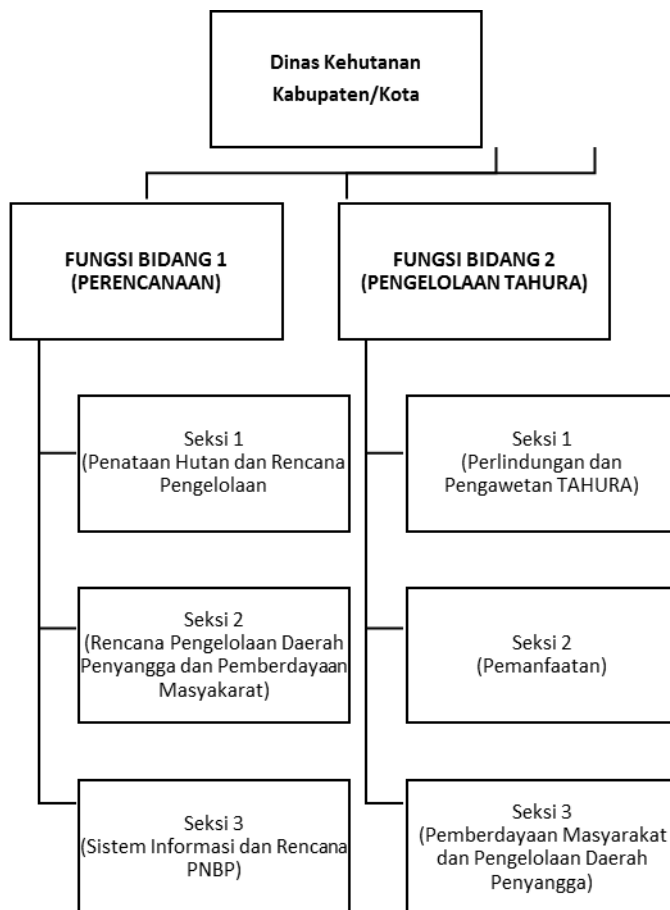 Dinas Kehutanan
Kabupaten/Kota
FUNGSI BIDANG 1
(PERENCANAAN)
FUNGSI BIDANG 2
(PENGELOLAAN TAHURA)
Seksi 1
(Penataan Hutan dan Rencana
Pengelolaan
Seksi 1
(Perlindungan dan
Pengawetan TAHURA)
Seksi 2
(Rencana Pengelolaan Daerah
Penyangga dan Pemberdayaan
Masyakarat)
Seksi 2
(Pemanfaatan)
Seksi 3
(Sistem Informasi dan Rencana
PNBP)
Seksi 3
(Pemberdayaan Masyarakat
dan Pengelolaan Daerah
Penyangga)